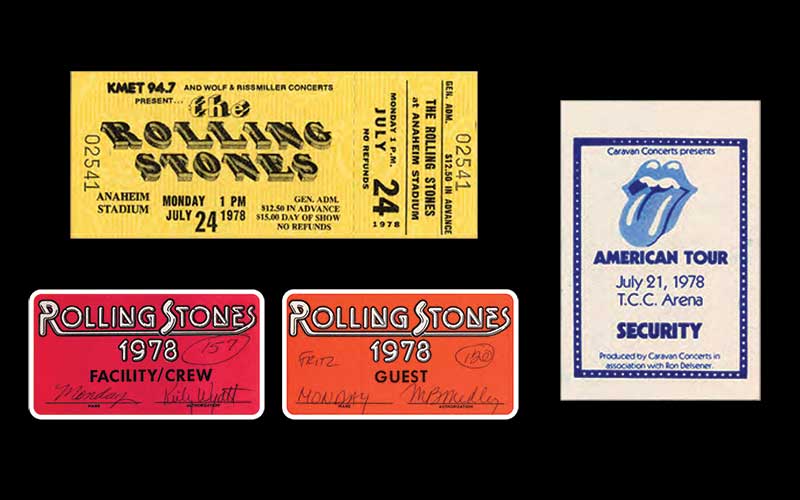 KMET 94.7 AND WOLF & RISSMILLER CONCERTS
PRESENT...
the
ROLLING
STONES
02541
ANAHEIM
STADIUM
MONDAY 1 PM
JULY 24 1978
GEN. ADM.
$12.50 IN ADVANCE
$15.00 DAY OF SHOW
NO REFUNDS
MONDAY 1 P.M.
JULY 24 1978
NO REFUNDS
THE ROLLING STONES
at ANAHEIM STADIUM
GEN. ADM. $12.50 IN ADVANCE
02541
Caravan Concerts presents
AMERICAN TOUR
July 21, 1978
T.C.C. Arena
SECURITY
Produced by Caravan Concerts in
association with Ron Delsener.
ROLLING STONES
1978
157
FACILITY/CREW
Monday
NAME AUTHORIZATION
ROLLING STONES
1978
FRITZ
GUEST
MONDAY
NAME AUTHORIZATION